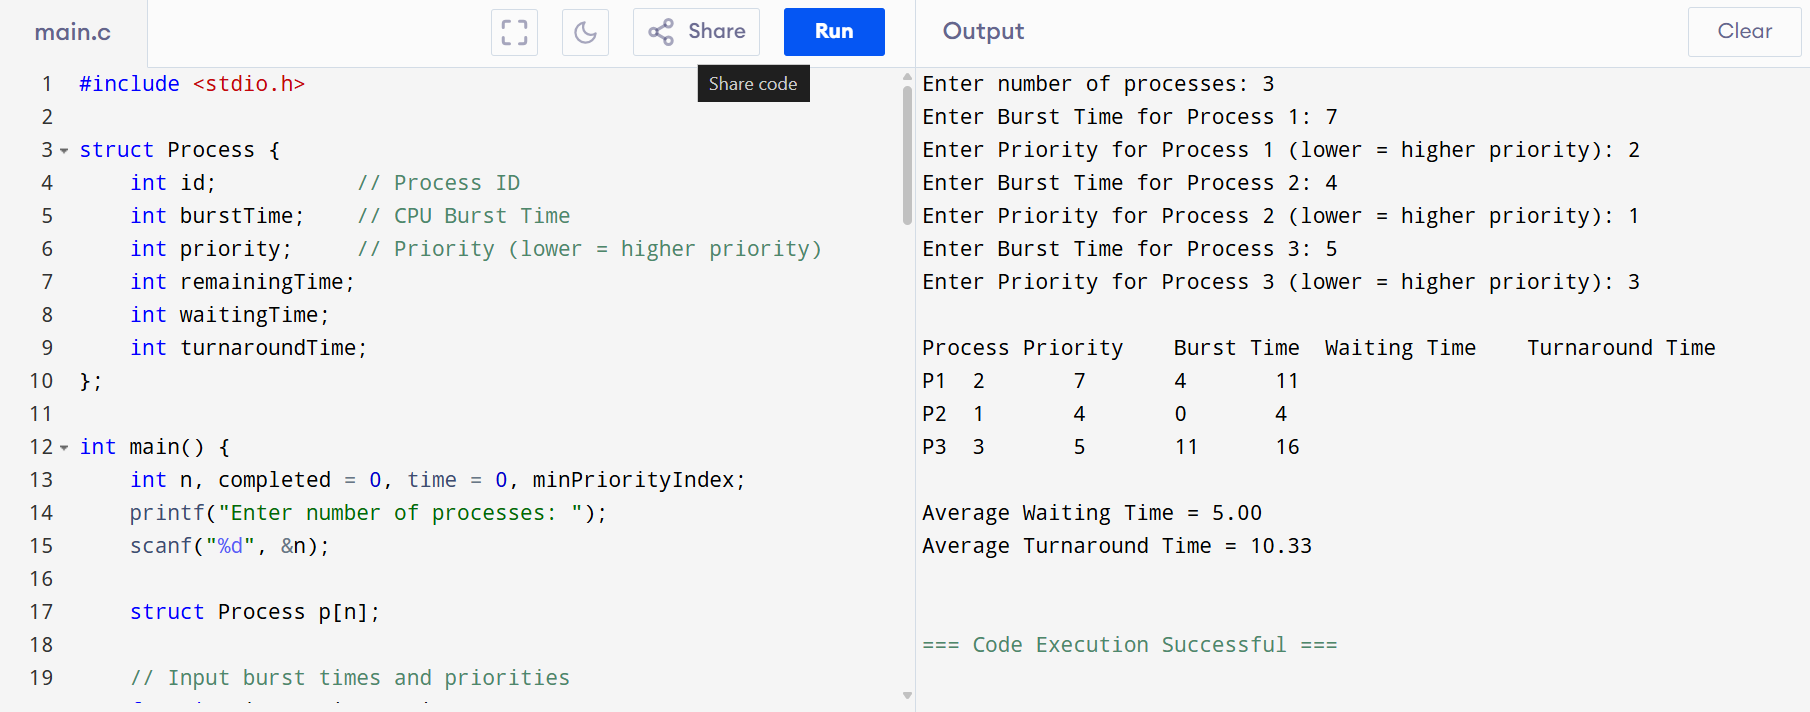 main.c
Share
Run
Share code
1 #include <stdio.h>
2
3 struct Process {
4     int id;           // Process ID
5     int burstTime;    // CPU Burst Time
6     int priority;     // Priority (lower = higher priority)
7     int remainingTime;
8     int waitingTime;
9     int turnaroundTime;
10 };
11
12 int main() {
13     int n, completed = 0, time = 0, minPriorityIndex;
14     printf("Enter number of processes: ");
15     scanf("%d", &n);
16
17     struct Process p[n];
18
19     // Input burst times and priorities
Output
Clear
Enter number of processes: 3
Enter Burst Time for Process 1: 7
Enter Priority for Process 1 (lower = higher priority): 2
Enter Burst Time for Process 2: 4
Enter Priority for Process 2 (lower = higher priority): 1
Enter Burst Time for Process 3: 5
Enter Priority for Process 3 (lower = higher priority): 3
Process Priority    Burst Time  Waiting Time    Turnaround Time
P1  2       7       4       11
P2  1       4       0       4
P3  3       5       11      16
Average Waiting Time = 5.00
Average Turnaround Time = 10.33
=== Code Execution Successful ===